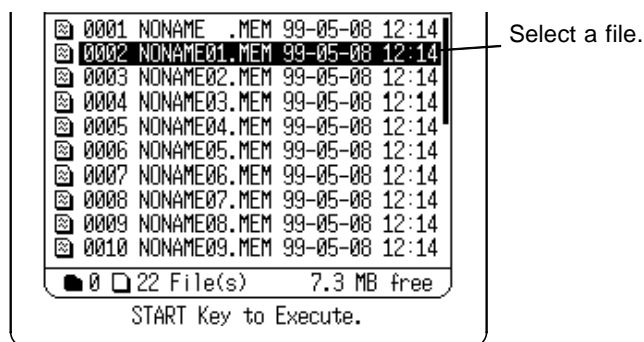 0001 NONAME  .MEM 99-05-08 12:14
0002 NONAME01.MEM 99-05-08 12:14
Select a file.
0003 NONAME02.MEM 99-05-08 12:14
0004 NONAME03.MEM 99-05-08 12:14
0005 NONAME04.MEM 99-05-08 12:14
0006 NONAME05.MEM 99-05-08 12:14
0007 NONAME06.MEM 99-05-08 12:14
0008 NONAME07.MEM 99-05-08 12:14
0009 NONAME08.MEM 99-05-08 12:14
0010 NONAME09.MEM 99-05-08 12:14
0 22 File(s) 7.3 MB free
START Key to Execute.